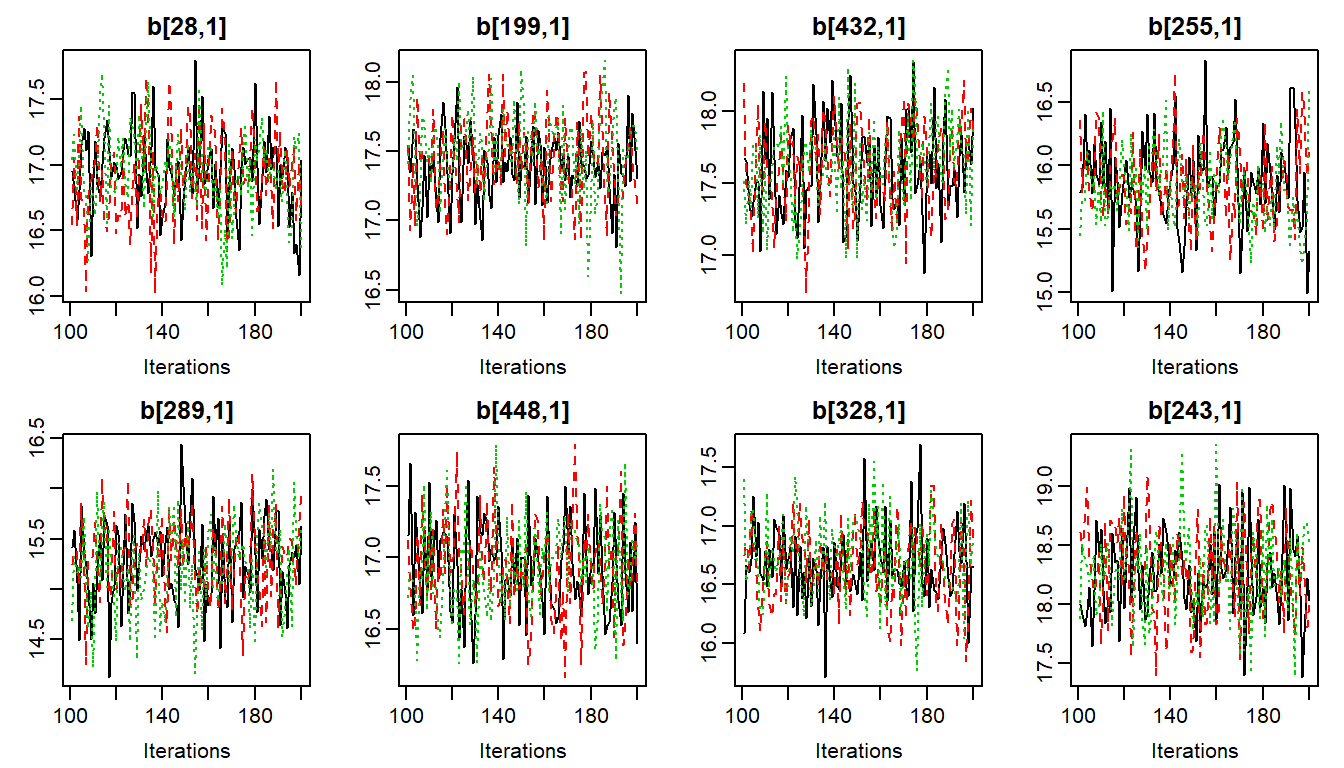 b[28,1] b[199,1] b[432,1] b[255,1]
17.5 18.0 18.0 16.5
17.0 17.5 17.5 16.0
16.5 17.0 17.0 15.5
16.0 16.5 15.0
100 140 180 100 140 180 100 140 180 100 140 180
Iterations Iterations Iterations Iterations
b[289,1] b[448,1] b[328,1] b[243,1]
16.5 17.5 17.5 19.0
15.5 17.0 17.0 18.5
14.5 16.5 16.5 18.0
16.0 17.5
100 140 180 100 140 180 100 140 180 100 140 180
Iterations Iterations Iterations Iterations